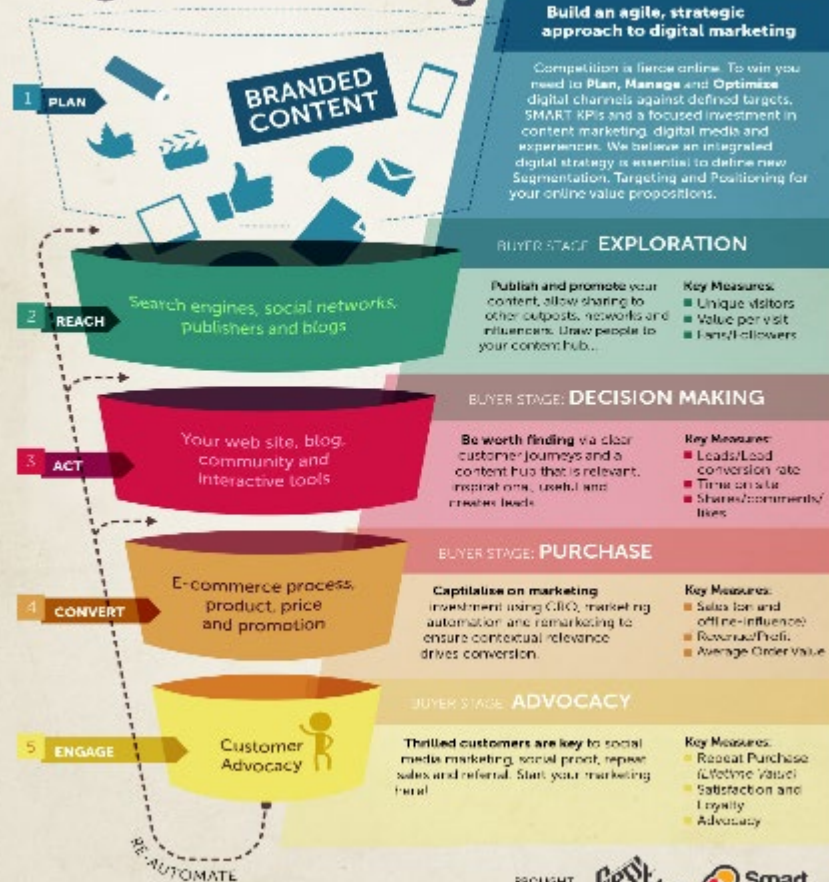 Build an agile, strategic
approach to digital marketing
1 PLAN
BRANDED
CONTENT
Competition is fierce online. To win you
need to Plan, Manage and Optimize
digital channels against defined targets,
SMART KPIs and a focused investment in
content marketing, digital media and
experiences. We believe an integrated
digital strategy is essential to define new
Segmentation, Targeting and Positioning for
your online value propositions.
BUYER STAGE: EXPLORATION
2 REACH
Search engines, social networks,
publishers and blogs
Publish and promote your
content, allow sharing to
other outposts, networks and
influencers. Draw people to
your content hub...
Key Measures:
Unique visitors
Value per visit
Fans/Followers
BUYER STAGE: DECISION MAKING
3 ACT
Your web site, blog,
community and
interactive tools
Be worth finding via clear
customer journeys and a
content hub that is relevant,
inspirational, useful and
creates leads
Key Measures:
Leads/Lead
conversion rate
Time on site
Shares/comments/
likes
BUYER STAGE: PURCHASE
4 CONVERT
E-commerce process,
product, price
and promotion
Captilalise on marketing
investment using CRO, marketing
automation and remarketing to
ensure contextual relevance
drives conversion.
Key Measures:
Sales (on and
offline-influence)
Revenue/Profit
Average Order Value
BUYER STAGE: ADVOCACY
5 ENGAGE
Customer
Advocacy
Thrilled customers are key to social
media marketing, social proof, repeat
sales and referral. Start your marketing
here!
Key Measures:
Repeat Purchase
(Lifetime Value)
Satisfaction and
Loyalty
Advocacy
RE-AUTOMATE
BROUGHT
Smart